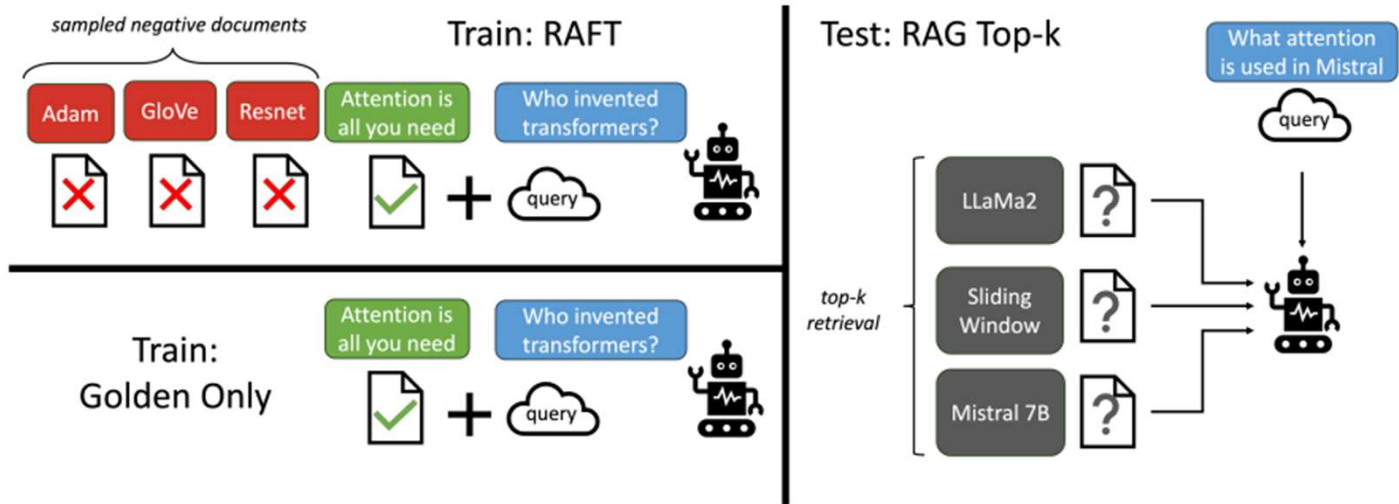 sampled negative documents
Train: RAFT
Adam
GloVe
Resnet
Attention is
all you need
Who invented
transformers?
query
Train:
Golden Only
Attention is
all you need
Who invented
transformers?
query
Test: RAG Top-k
What attention
is used in Mistral
query
top-k
retrieval
LLaMa2
?
Sliding
Window
?
Mistral 7B
?